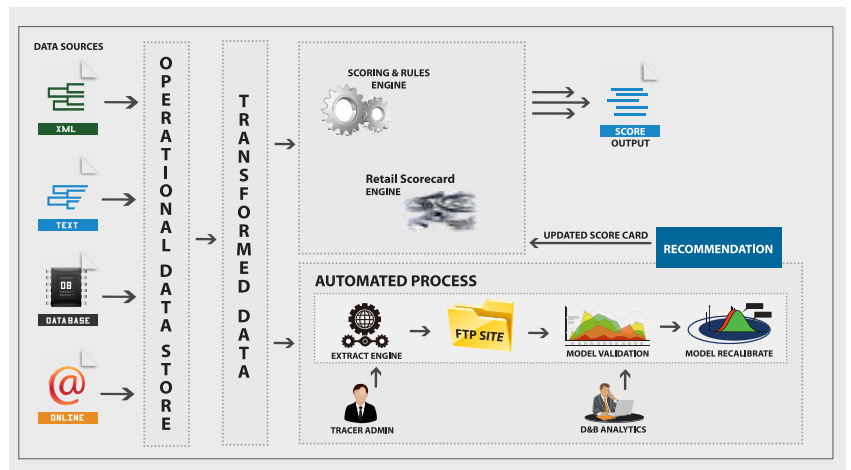 DATA SOURCES
XML
TEXT
DB
DATABASE
@
ONLINE
OPERATIONAL DATA STORE
TRANSFORMED DATA
SCORING & RULES
ENGINE
Retail Scorecard
ENGINE
SCORE
OUTPUT
UPDATED SCORE CARD
RECOMMENDATION
AUTOMATED PROCESS
EXTRACT ENGINE
FTP SITE
MODEL VALIDATION
MODEL RECALIBRATE
TRACER ADMIN
D&B ANALYTICS